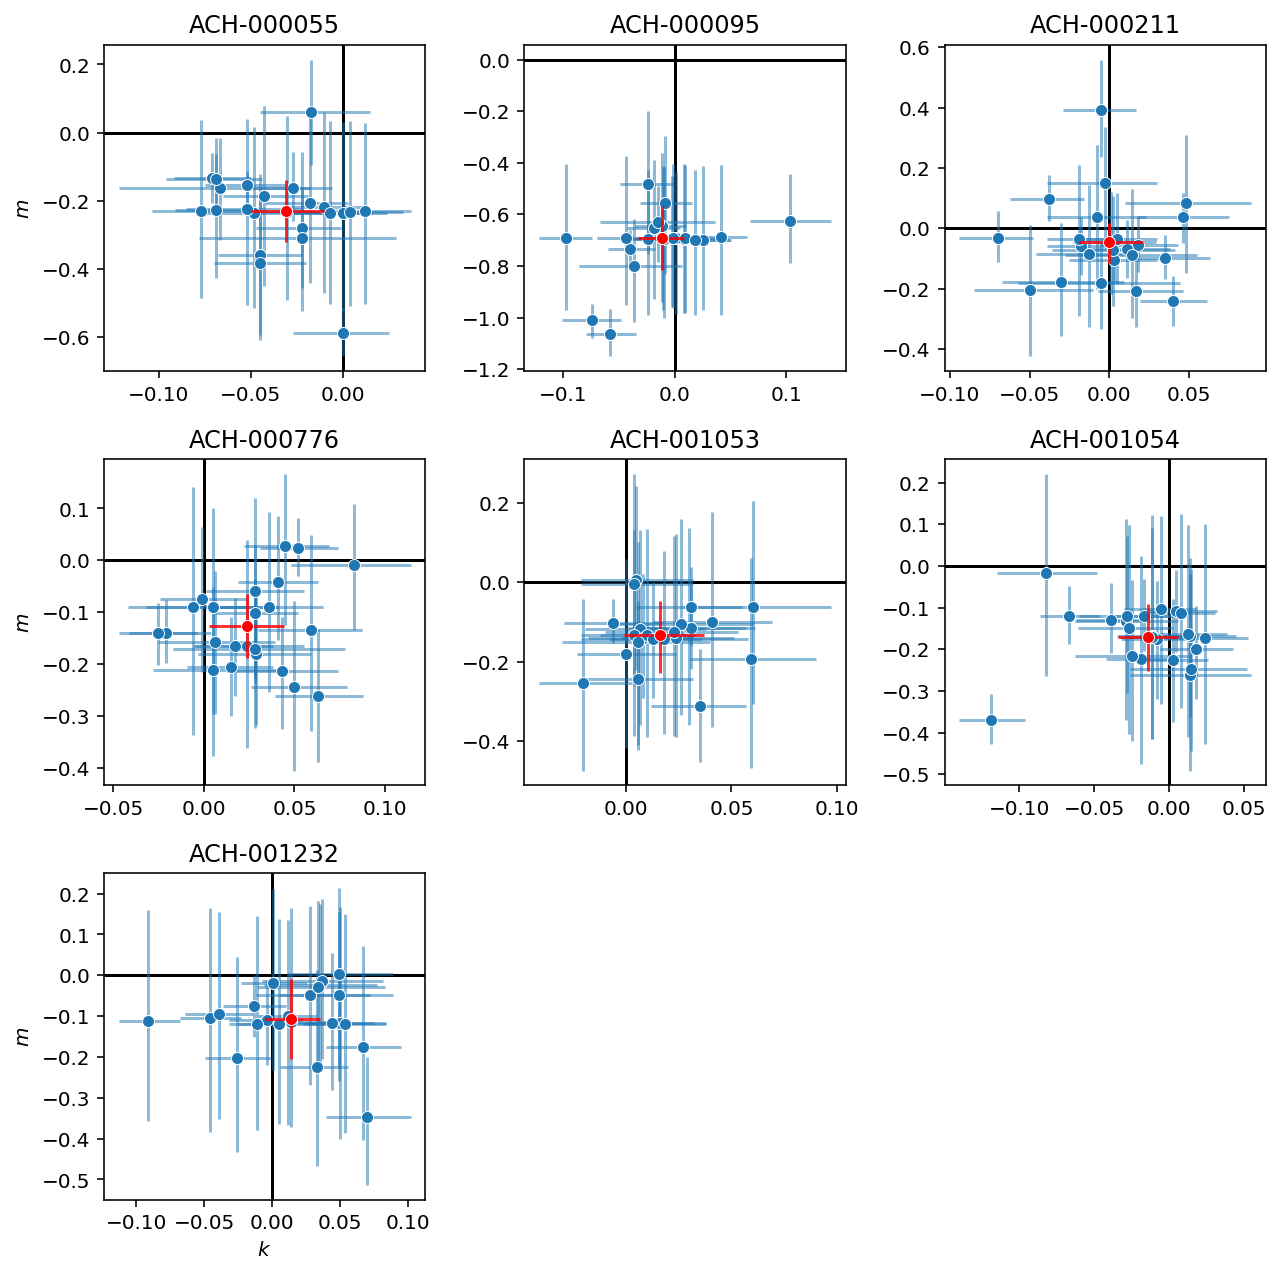 ACH-000055 ACH-000095 ACH-000211
0.2 0.0 −0.2 −0.4 −0.6
m
−0.10 −0.05 0.00
0.0 −0.2 −0.4 −0.6 −0.8 −1.0 −1.2
−0.1 0.0 0.1
0.6 0.4 0.2 0.0 −0.2 −0.4
−0.10 −0.05 0.00 0.05
ACH-000776 ACH-001053 ACH-001054
0.1 0.0 −0.1 −0.2 −0.3 −0.4
m
−0.05 0.00 0.05 0.10
0.2 0.0 −0.2 −0.4
0.00 0.05 0.10
0.2 0.1 0.0 −0.1 −0.2 −0.3 −0.4 −0.5
−0.10 −0.05 0.00 0.05
ACH-001232
0.2 0.1 0.0 −0.1 −0.2 −0.3 −0.4 −0.5
m
−0.10 −0.05 0.00 0.05 0.10
k